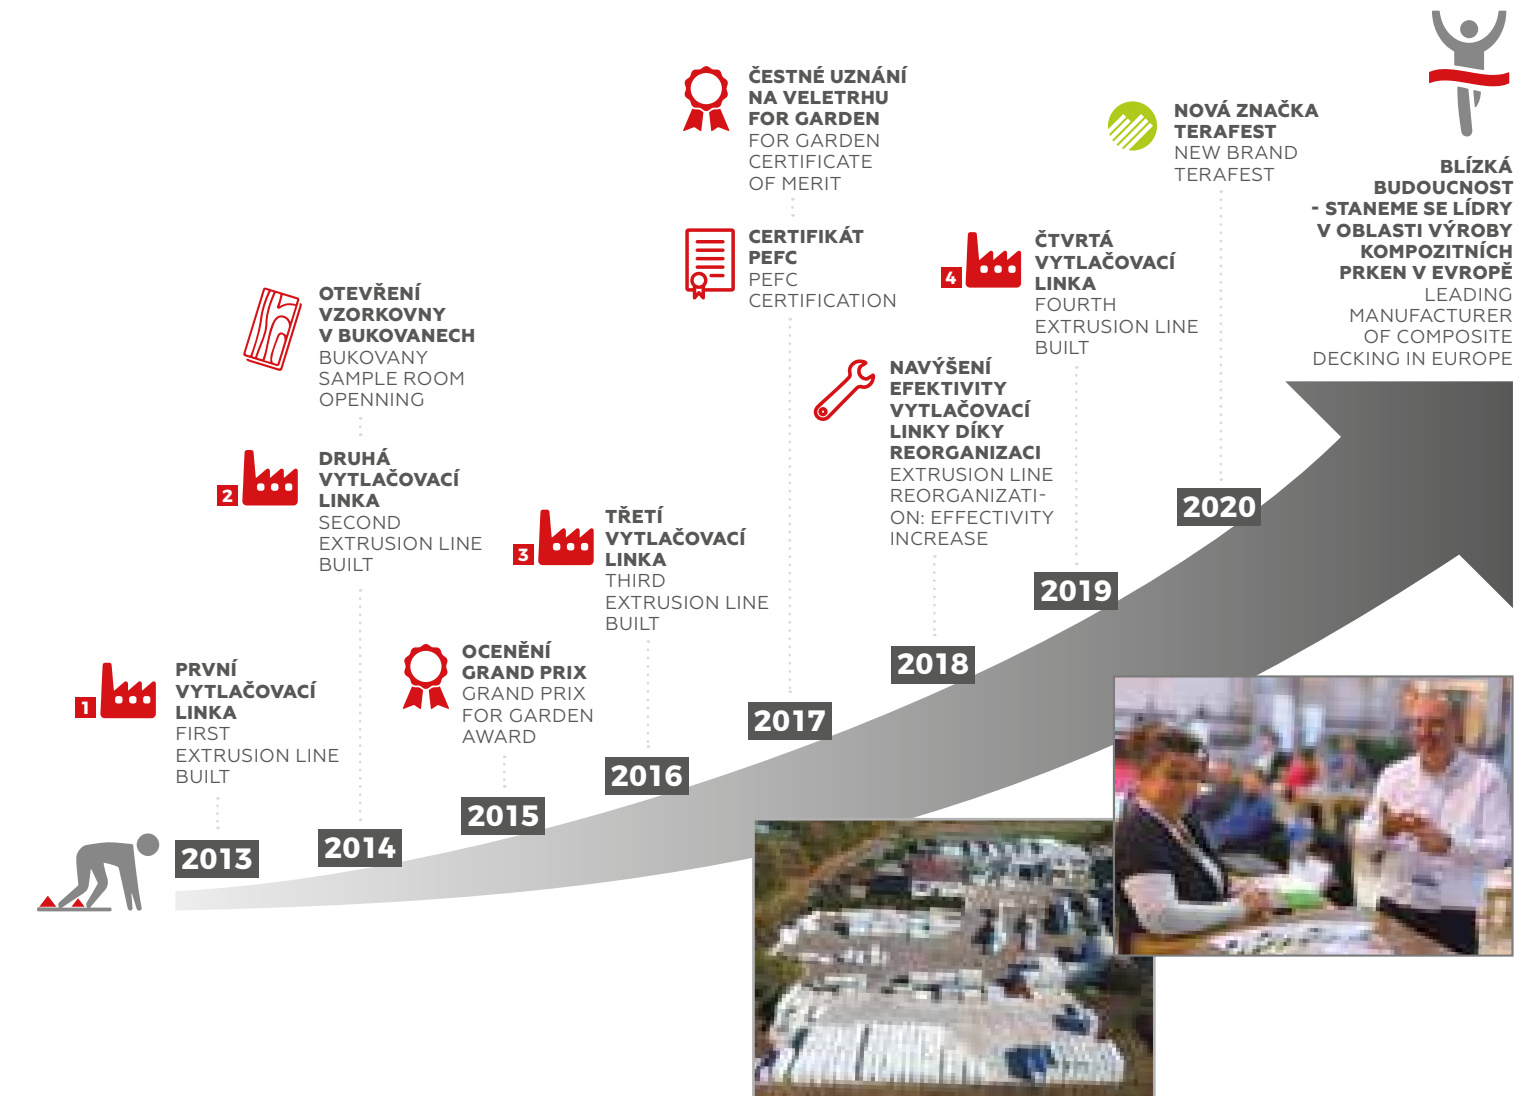 1
PRVNÍ
VYTLAČOVACÍ
LINKA
FIRST
EXTRUSION LINE
BUILT
2013
OTEVŘENÍ
VZORKOVNY
V BUKOVANECH
BUKOVANY
SAMPLE ROOM
OPENNING
2
DRUHÁ
VYTLAČOVACÍ
LINKA
SECOND
EXTRUSION LINE
BUILT
2014
OCENĚNÍ
GRAND PRIX
GRAND PRIX
FOR GARDEN
AWARD
2015
3
TŘETÍ
VYTLAČOVACÍ
LINKA
THIRD
EXTRUSION LINE
BUILT
2016
ČESTNÉ UZNÁNÍ
NA VELETRHU
FOR GARDEN
FOR GARDEN
CERTIFICATE
OF MERIT
CERTIFIKÁT
PEFC
PEFC
CERTIFICATION
2017
NAVÝŠENÍ
EFEKTIVITY
VYTLAČOVACÍ
LINKY DÍKY
REORGANIZACI
EXTRUSION LINE
REORGANIZATI-
ON: EFFECTIVITY
INCREASE
2018
4
ČTVRTÁ
VYTLAČOVACÍ
LINKA
FOURTH
EXTRUSION LINE
BUILT
2019
NOVÁ ZNAČKA
TERAFEST
NEW BRAND
TERAFEST
2020
BLÍZKÁ
BUDOUCNOST
- STANEME SE LÍDRY
V OBLASTI VÝROBY
KOMPOZITNÍCH
PRKEN V EVROPĚ
LEADING
MANUFACTURER
OF COMPOSITE
DECKING IN EUROPE